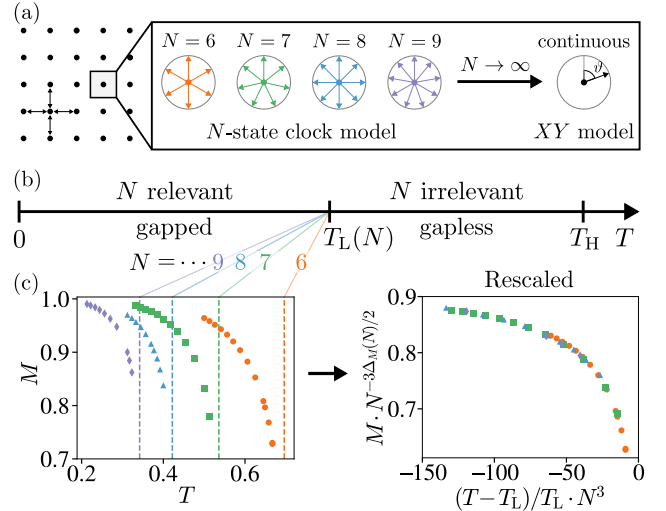 (a)
N = 6 N = 7 N = 8 N = 9
N → ∞
continuous
ϑ
N-state clock model
XY model
(b)
N relevant N irrelevant
gapped gapless
0 T_L(N) T_H T
N = ⋯ 9 8 7 6
(c)
Rescaled
M
1.0
0.9
0.8
0.7
0.2 0.4 0.6
T
M · N^{−3Δ_M(N)/2}
0.9
0.8
0.7
−150 −100 −50 0
(T−T_L)/T_L · N^3